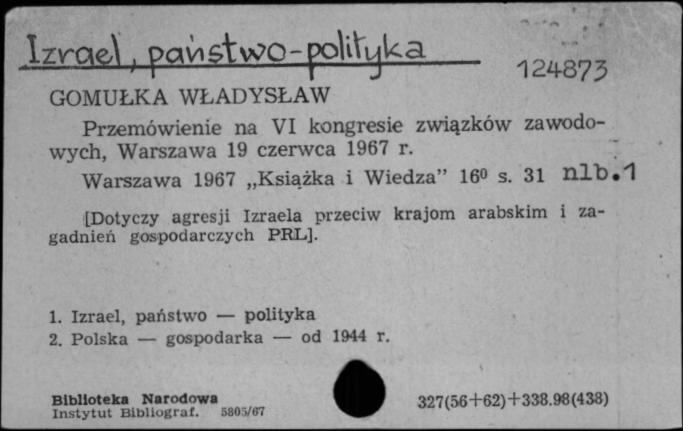 Izrael, państwo-polityka
124873
GOMUŁKA WŁADYSŁAW
Przemówienie na VI kongresie związków zawodo-
wych, Warszawa 19 czerwca 1967 r.
Warszawa 1967 „Książka i Wiedza” 16⁰ s. 31 nlb.1
[Dotyczy agresji Izraela przeciw krajom arabskim i za-
gadnień gospodarczych PRL].
1. Izrael, państwo — polityka
2. Polska — gospodarka — od 1944 r.
Biblioteka Narodowa
Instytut Bibliograf. 5805/67
327(56+62)+338.98(438)